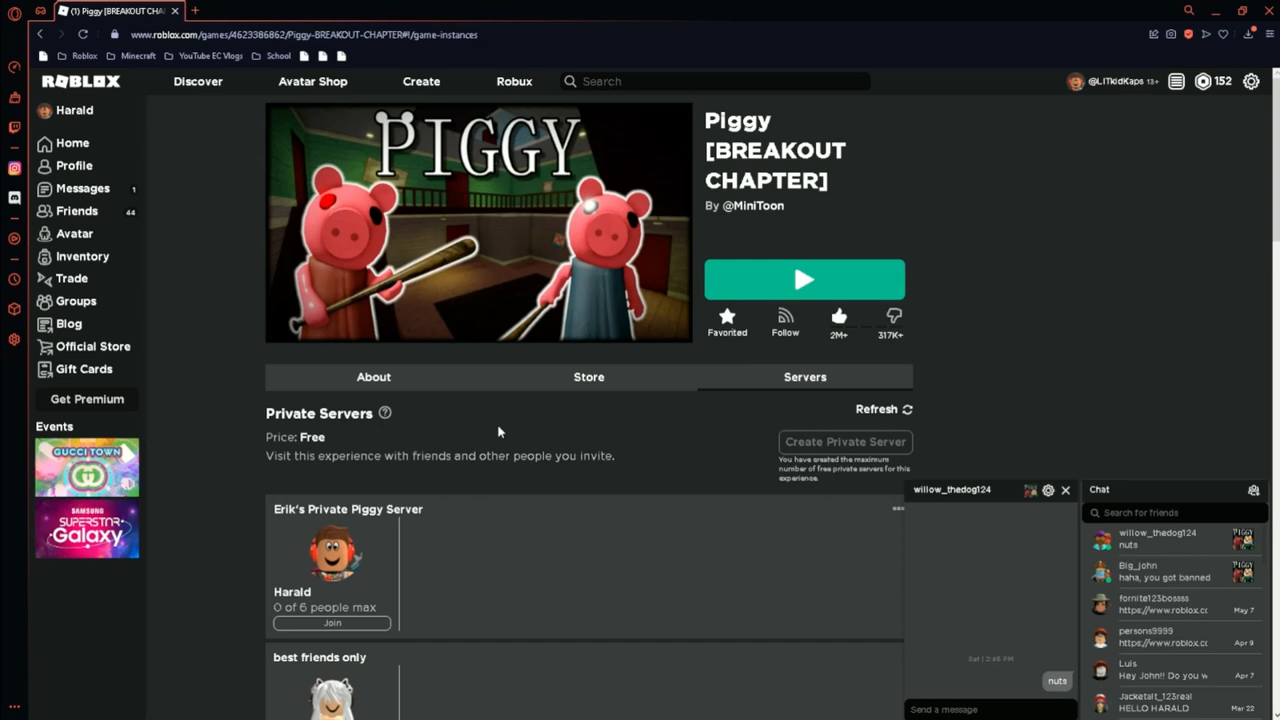 (1) Piggy [BREAKOUT CHA
www.roblox.com/games/4623386862/Piggy-BREAKOUT-CHAPTER#!/game-instances
Roblox
Minecraft
YouTube EC Vlogs
School
ROBLOX
Discover
Avatar Shop
Create
Robux
Search
@LITkidKaps 13+
152
Harald
Home
Profile
Messages 1
Friends 44
Avatar
Inventory
Trade
Groups
Blog
Official Store
Gift Cards
Get Premium
Events
GUCCI TOWN
SAMSUNG
SUPERSTAR
Galaxy
PIGGY
Piggy
[BREAKOUT
CHAPTER]
By @MiniToon
Favorited
Follow
2M+
317K+
About
Store
Servers
Private Servers
Refresh
Price: Free
Visit this experience with friends and other people you invite.
Create Private Server
You have created the maximum
number of free private servers for this
experience.
Erik's Private Piggy Server
Harald
0 of 6 people max
Join
best friends only
willow_thedog124
Sat | 2:46 PM
nuts
Send a message
Chat
Search for friends
willow_thedog124
nuts
PIGGY
Big_john
haha, you got banned
PIGGY
fornite123bossss
https://www.roblox.cc May 7
persons9999
https://www.roblox.cc Apr 9
Luis
Hey John!! Do you w Apr 7
Jacketalt_123real
HELLO HARALD Mar 22